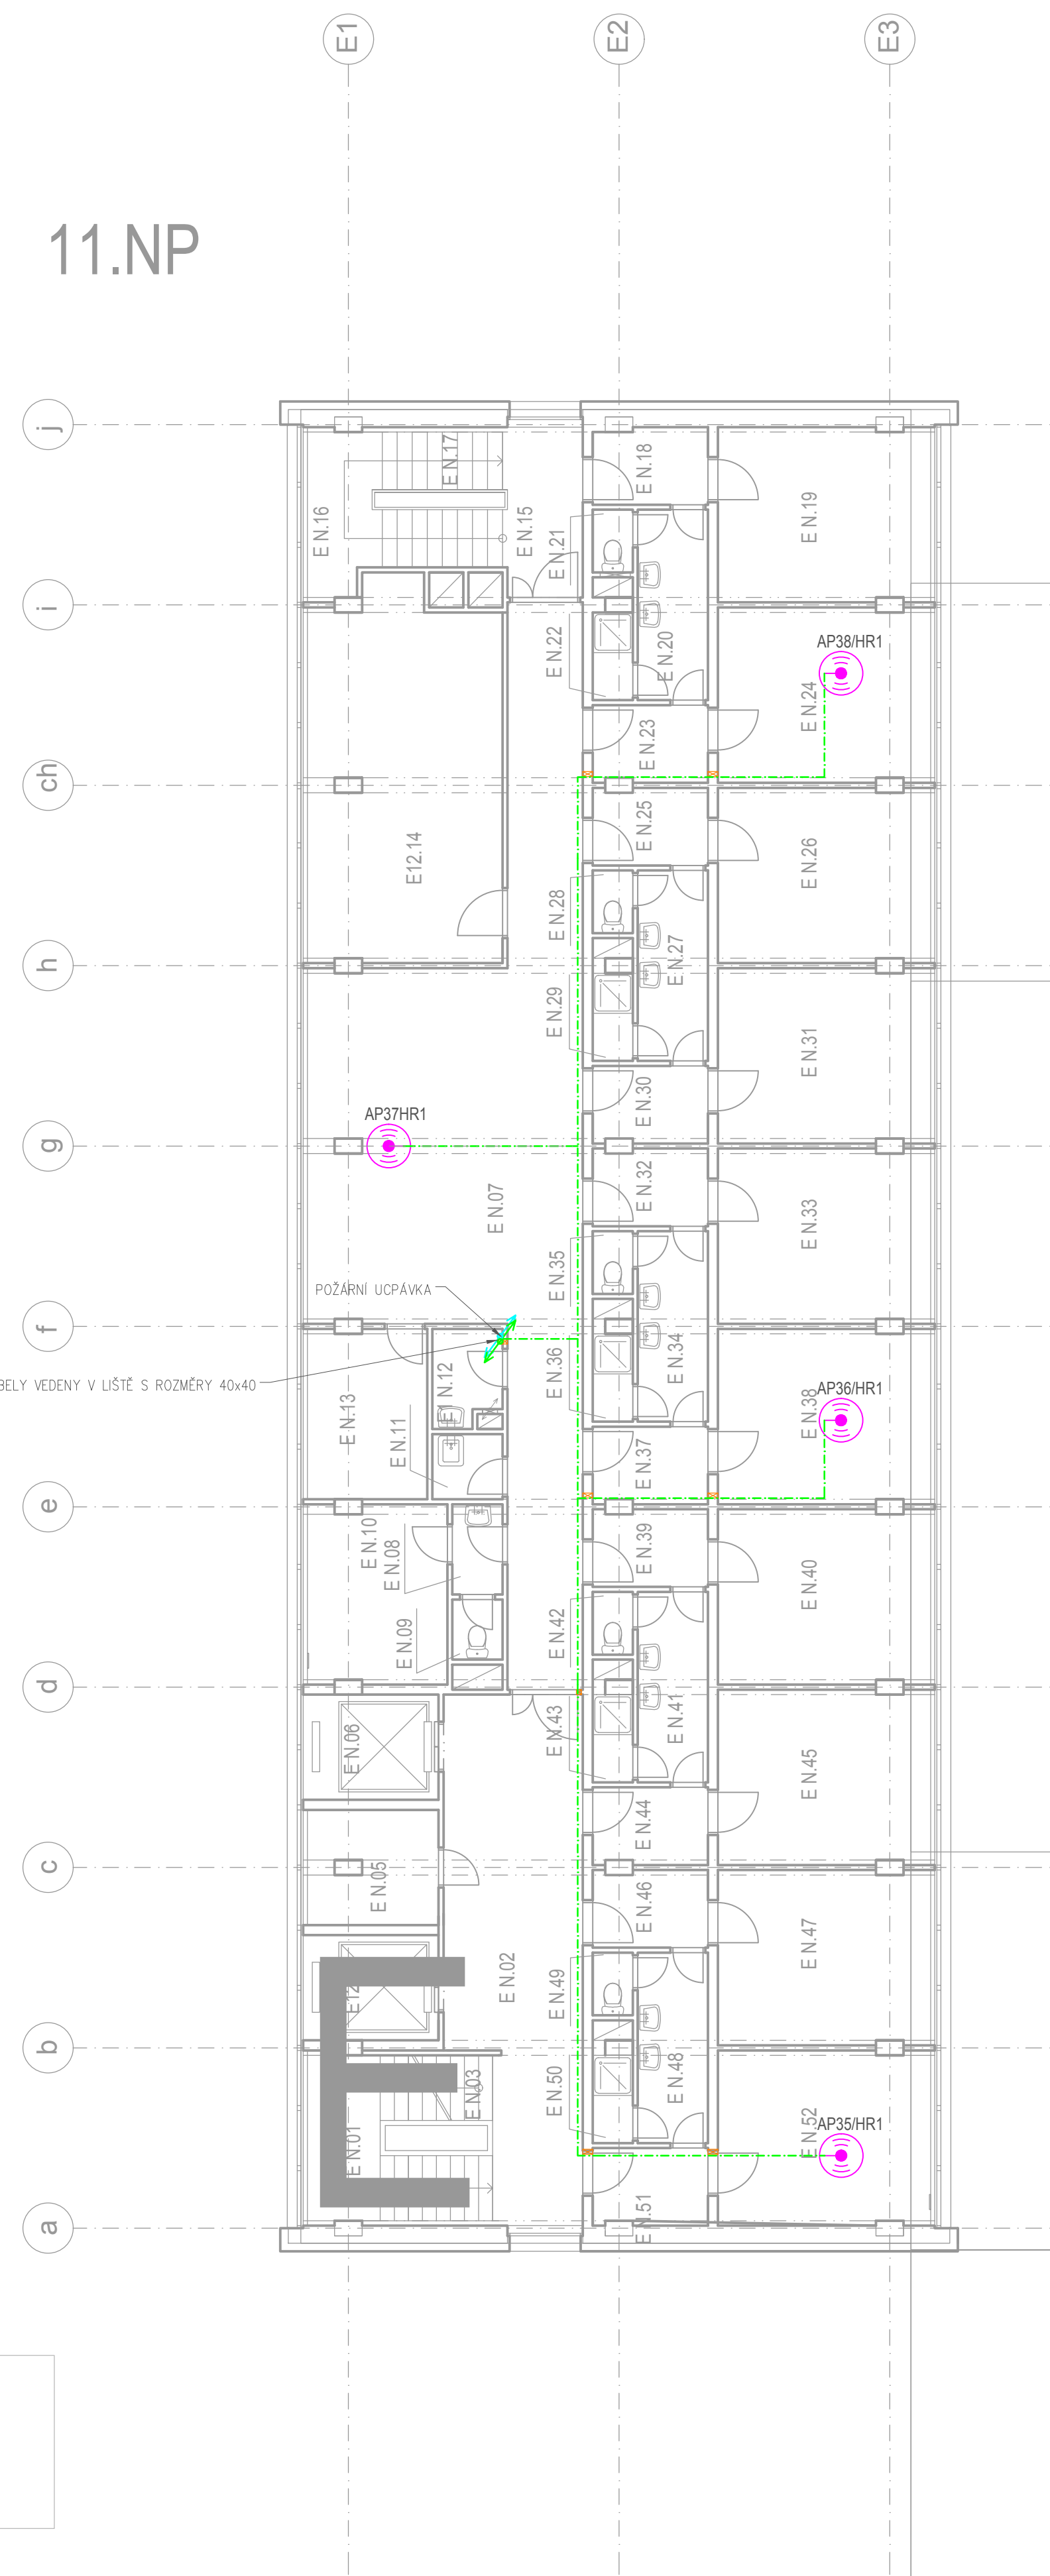 E1
E2
E3
11.NP
j
i
ch
h
g
f
e
d
c
b
a
E N.17
E N.16
E N.15
E N.18
E N.19
E N.21
E N.22
E N.20
AP38/HR1
E N.24
E N.23
E N.25
E N.26
E12.14
E N.28
E N.27
E N.29
E N.31
E N.30
AP37HR1
E N.07
E N.32
E N.33
E N.35
POŽÁRNÍ UCPÁVKA
E N.36
E N.34
BELY VEDENY V LIŠTĚ S ROZMĚRY 40x40
E N.12
E N.13
E N.11
AP36/HR1
E N.38
E N.37
E N.10
E N.08
E N.39
E N.40
E N.09
E N.42
E N.43
E N.41
E N.06
E N.45
E N.44
E N.05
E N.46
E N.47
E N.02
E N.49
E12
E N.50
E N.48
E N.03
E N.01
AP35/HR1
E N.52
E N.51
E